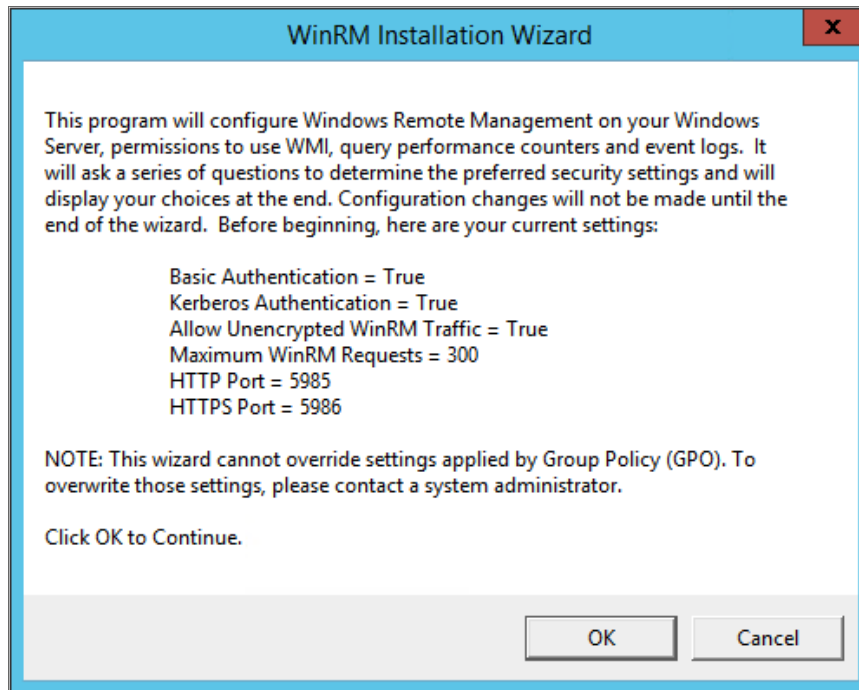 WinRM Installation Wizard
x
This program will configure Windows Remote Management on your Windows
Server, permissions to use WMI, query performance counters and event logs.  It
will ask a series of questions to determine the preferred security settings and will
display your choices at the end. Configuration changes will not be made until the
end of the wizard.  Before beginning, here are your current settings:
Basic Authentication = True
Kerberos Authentication = True
Allow Unencrypted WinRM Traffic = True
Maximum WinRM Requests = 300
HTTP Port = 5985
HTTPS Port = 5986
NOTE: This wizard cannot override settings applied by Group Policy (GPO). To
overwrite those settings, please contact a system administrator.
Click OK to Continue.
OK
Cancel